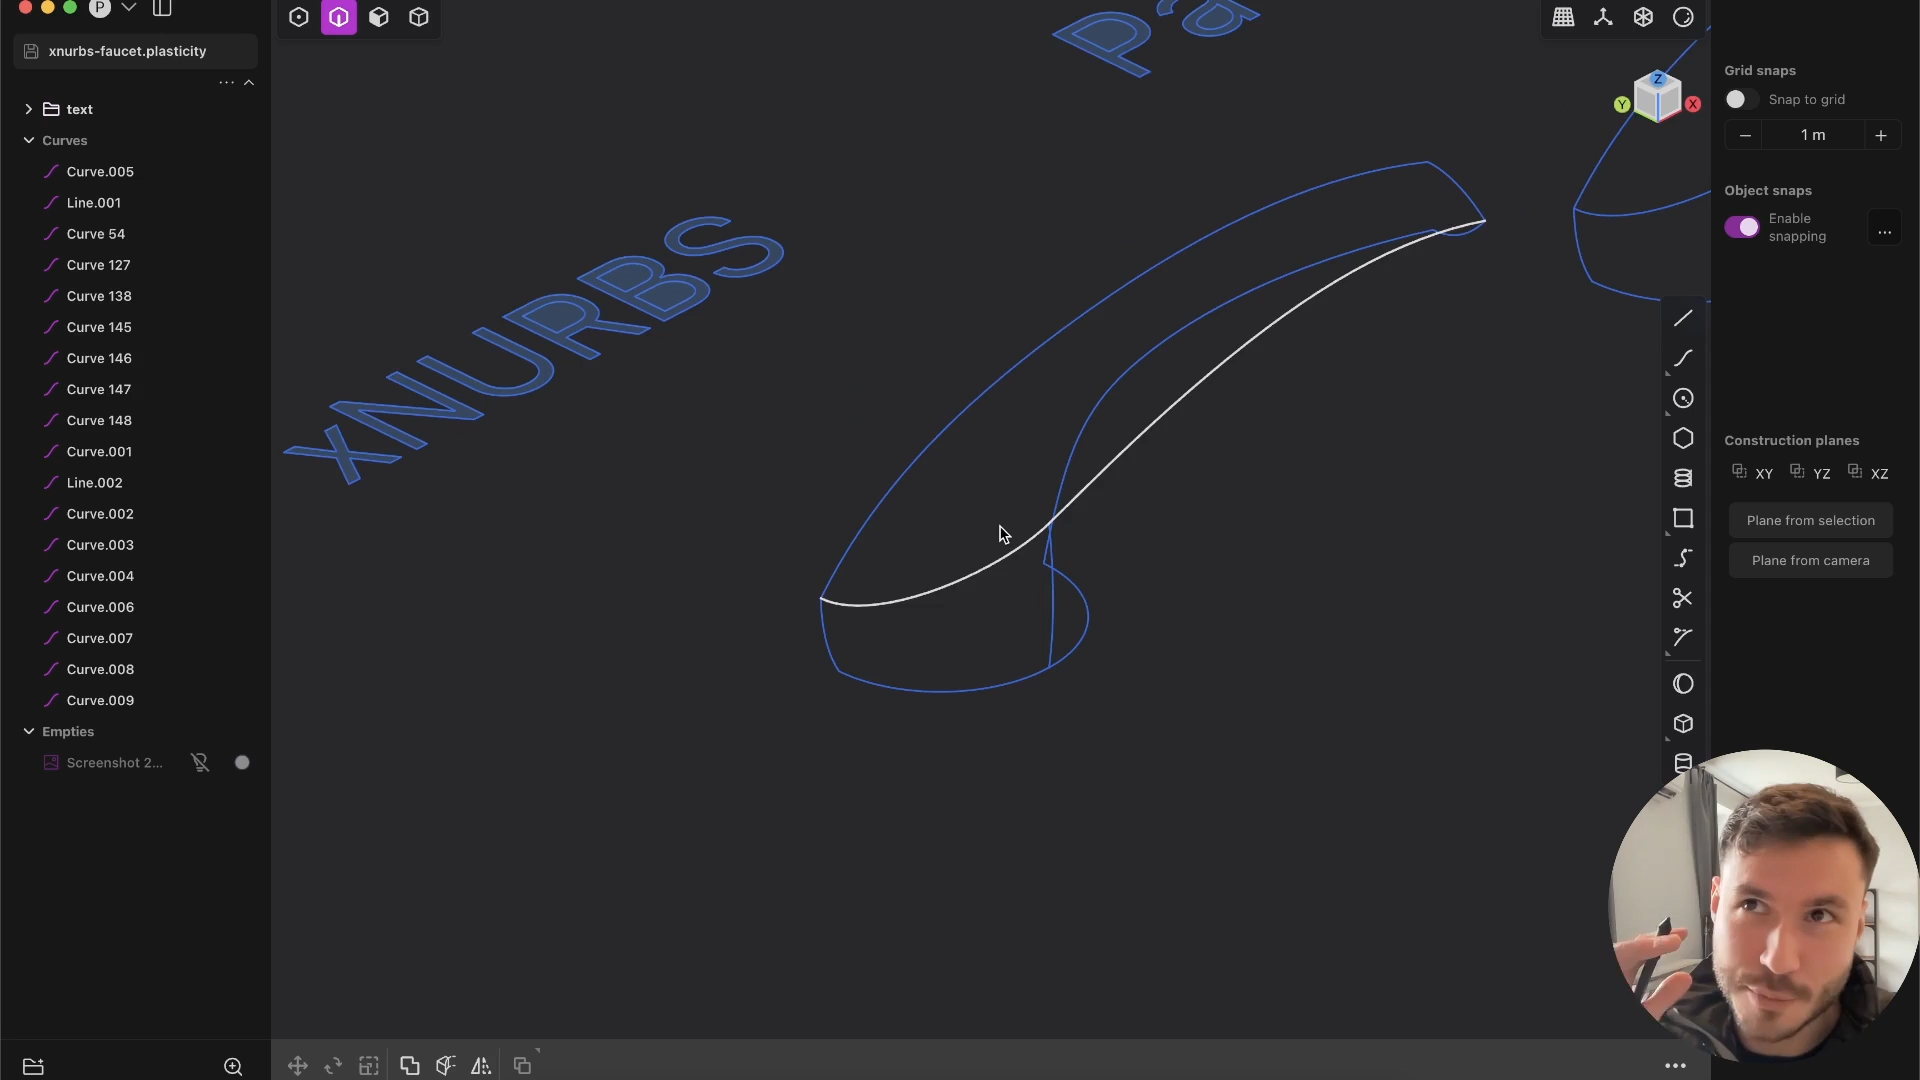 P
xnurbs-faucet.plasticity
...
text
Curves
Curve.005
Line.001
Curve 54
Curve 127
Curve 138
Curve 145
Curve 146
Curve 147
Curve 148
Curve.001
Line.002
Curve.002
Curve.003
Curve.004
Curve.006
Curve.007
Curve.008
Curve.009
Empties
Screenshot 2...
XNURBS
Pa
Z
Y
X
Grid snaps
Snap to grid
− 1 m +
Object snaps
Enable
snapping
...
Construction planes
XY YZ XZ
Plane from selection
Plane from camera